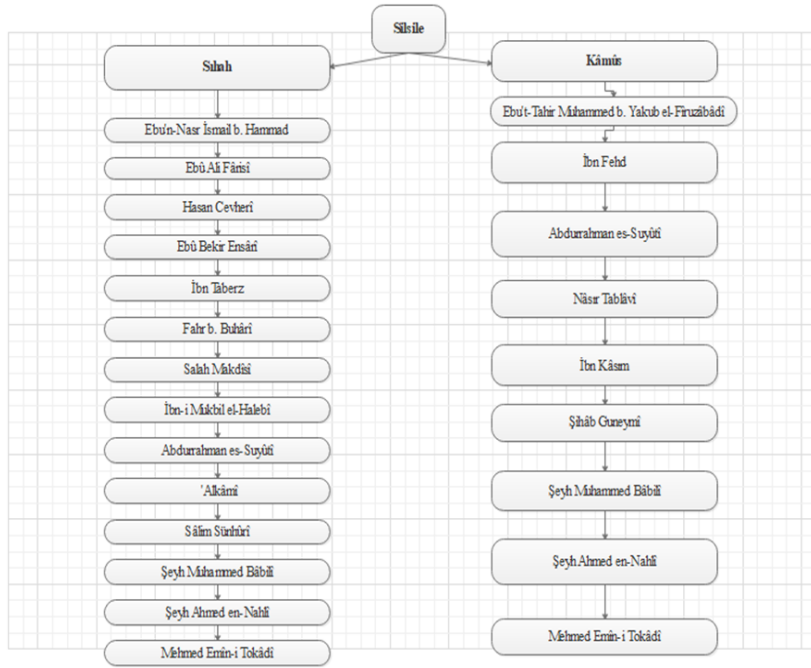 Silsile
Sıhah
Ebu'n-Nasr İsmail b. Hammad
Ebû Ali Fârisî
Hasan Cevherî
Ebû Bekir Ensârî
İbn Taberz
Fahr b. Buhârî
Salah Makdîsî
İbn-i Mukbil el-Halebî
Abdurrahman es-Suyûtî
'Alkâmî
Sâlim Sünhûrî
Şeyh Muhammed Bâbilî
Şeyh Ahmed en-Nahlî
Mehmed Emîn-i Tokâdî
Kâmûs
Ebu't-Tahir Muhammed b. Yakub el-Firuzîbâdî
İbn Fehd
Abdurrahman es-Suyûtî
Nâsır Tablâvî
İbn Kâsım
Şihâb Guneymî
Şeyh Muhammed Bâbilî
Şeyh Ahmed en-Nahlî
Mehmed Emîn-i Tokâdî